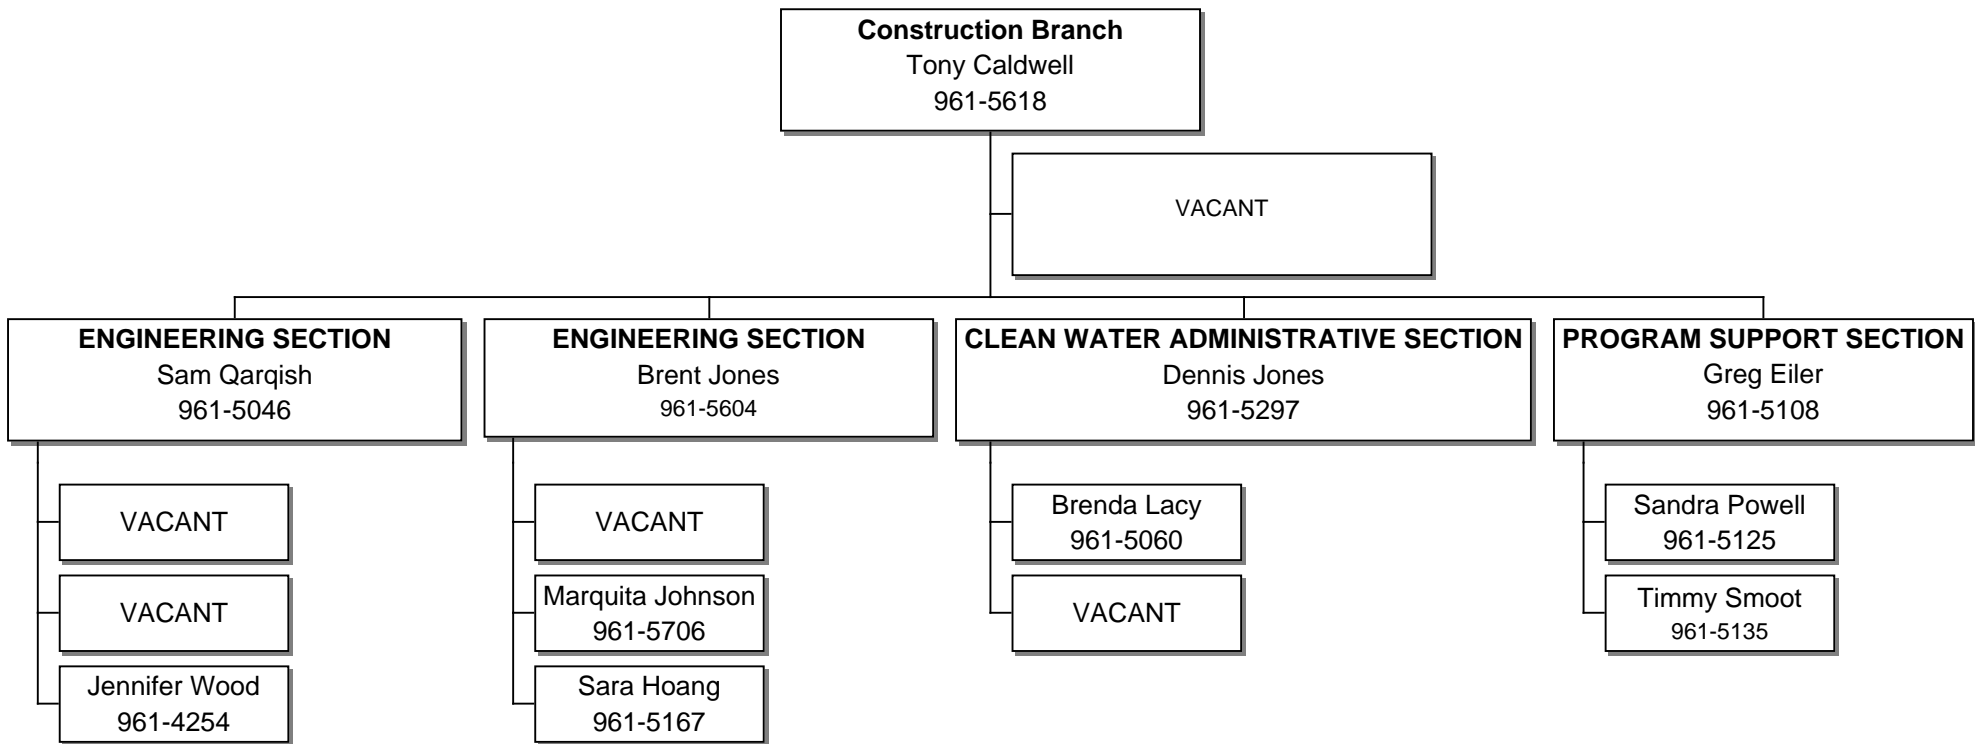 Construction Branch
Tony Caldwell
961-5618
VACANT
ENGINEERING SECTION
Sam Qarqish
961-5046
VACANT
VACANT
Jennifer Wood
961-4254
ENGINEERING SECTION
Brent Jones
961-5604
VACANT
Marquita Johnson
961-5706
Sara Hoang
961-5167
CLEAN WATER ADMINISTRATIVE SECTION
Dennis Jones
961-5297
Brenda Lacy
961-5060
VACANT
PROGRAM SUPPORT SECTION
Greg Eiler
961-5108
Sandra Powell
961-5125
Timmy Smoot
961-5135